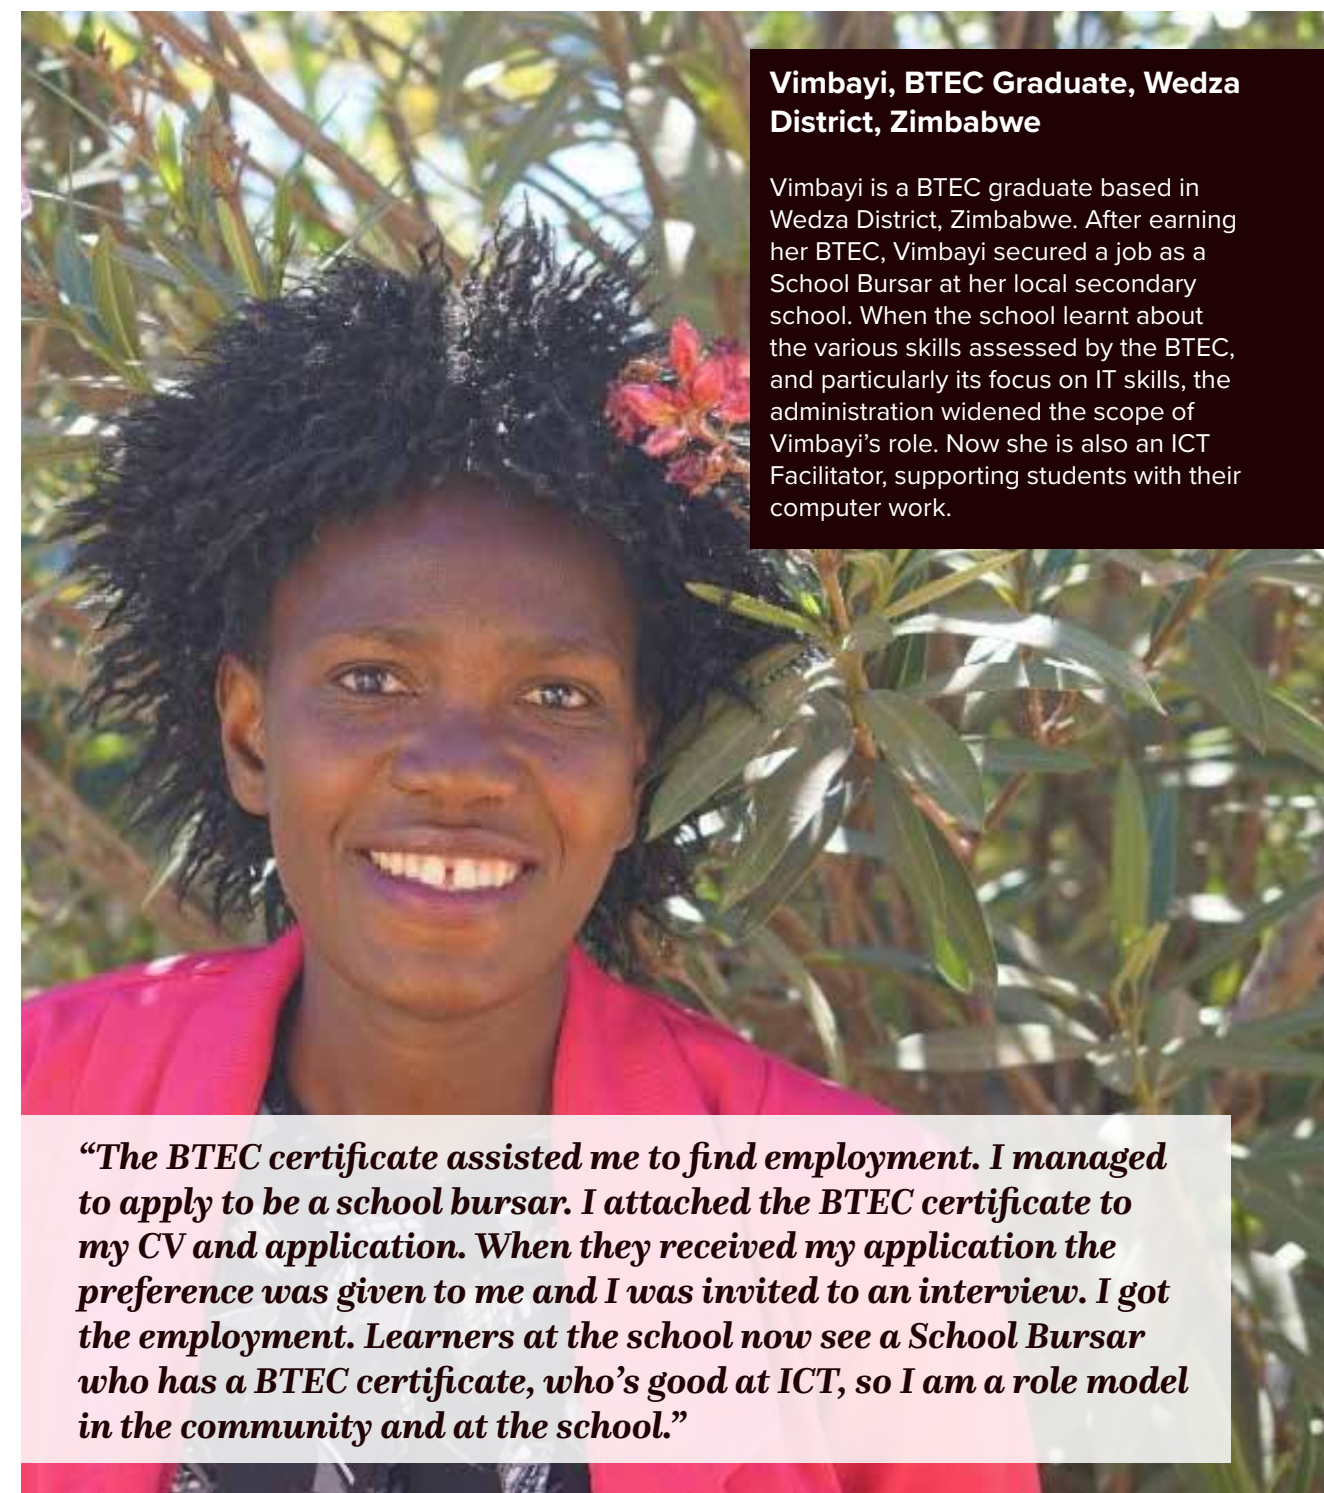 Vimbayi, BTEC Graduate, Wedza
District, Zimbabwe
Vimbayi is a BTEC graduate based in
Wedza District, Zimbabwe. After earning
her BTEC, Vimbayi secured a job as a
School Bursar at her local secondary
school. When the school learnt about
the various skills assessed by the BTEC,
and particularly its focus on IT skills, the
administration widened the scope of
Vimbayi’s role. Now she is also an ICT
Facilitator, supporting students with their
computer work.
“The BTEC certificate assisted me to find employment. I managed
to apply to be a school bursar. I attached the BTEC certificate to
my CV and application. When they received my application the
preference was given to me and I was invited to an interview. I got
the employment. Learners at the school now see a School Bursar
who has a BTEC certificate, who’s good at ICT, so I am a role model
in the community and at the school.”